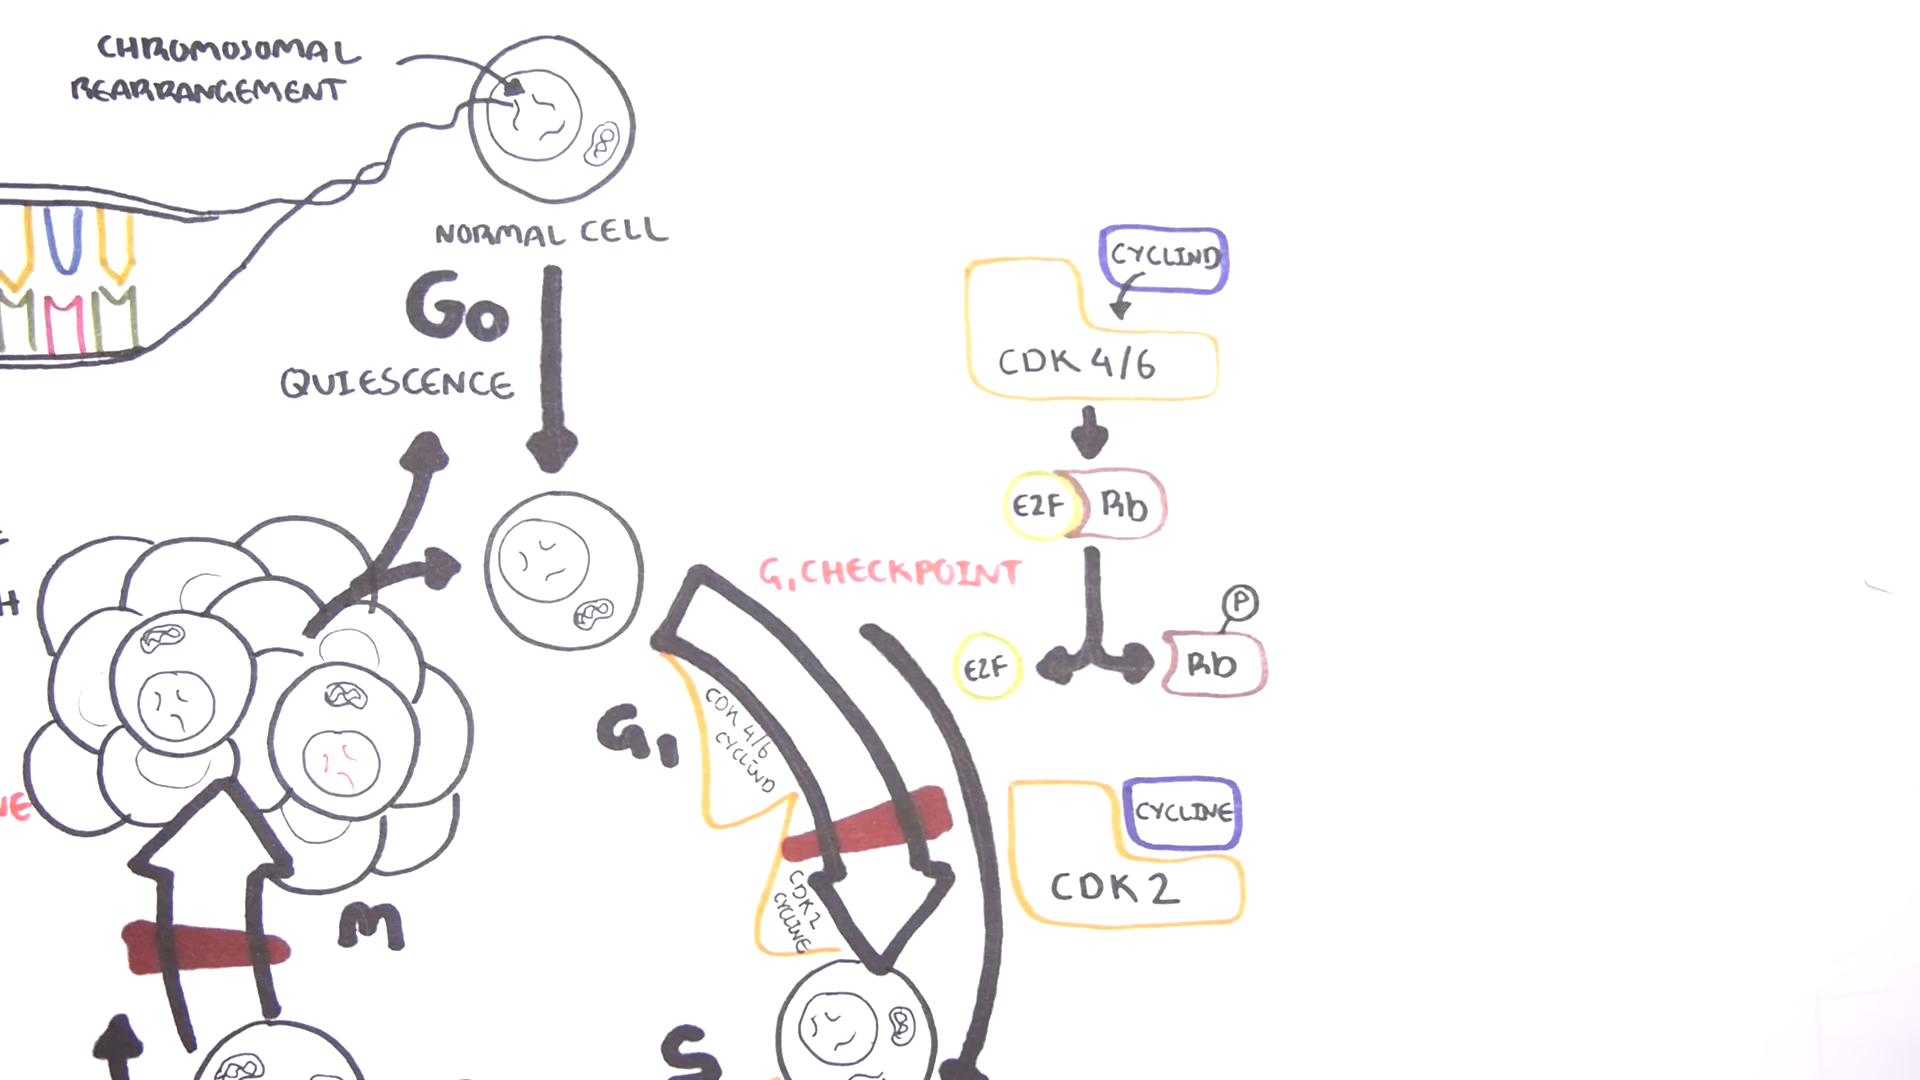 CHROMOSOMAL
REARRANGEMENT
NORMAL CELL
G0
QUIESCENCE
CYCLIND
CDK 4/6
E2F Rb
G1 CHECKPOINT
P
E2F Rb
G1
CDK 4/6
CYCLIND
CYCLINE
CDK 2
CDK2
CYCLINE
M
S